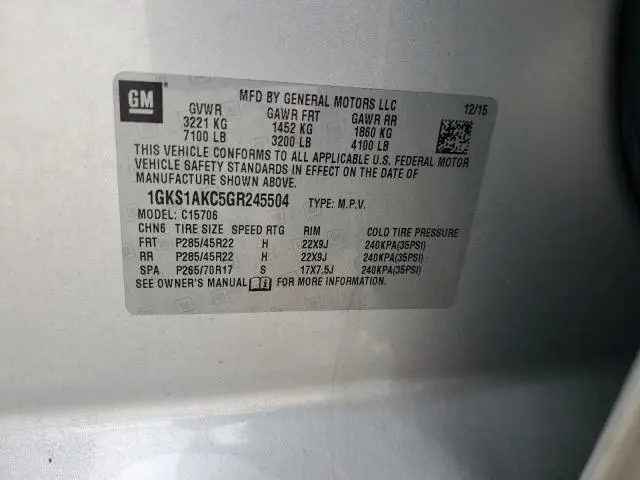 GM
MFD BY GENERAL MOTORS LLC 12/15
GVWR GAWR FRT GAWR RR
3221 KG 1452 KG 1860 KG
7100 LB 3200 LB 4100 LB
THIS VEHICLE CONFORMS TO ALL APPLICABLE U.S. FEDERAL MOTOR
VEHICLE SAFETY STANDARDS IN EFFECT ON THE DATE OF
MANUFACTURE SHOWN ABOVE.
1GKS1AKC5GR245504 TYPE: M.P.V.
MODEL: C15706
CHN6 TIRE SIZE SPEED RTG RIM COLD TIRE PRESSURE
FRT P285/45R22 H 22X9J 240KPA(35PSI)
RR P285/45R22 H 22X9J 240KPA(35PSI)
SPA P265/70R17 S 17X7.5J 240KPA(35PSI)
SEE OWNER'S MANUAL FOR MORE INFORMATION.